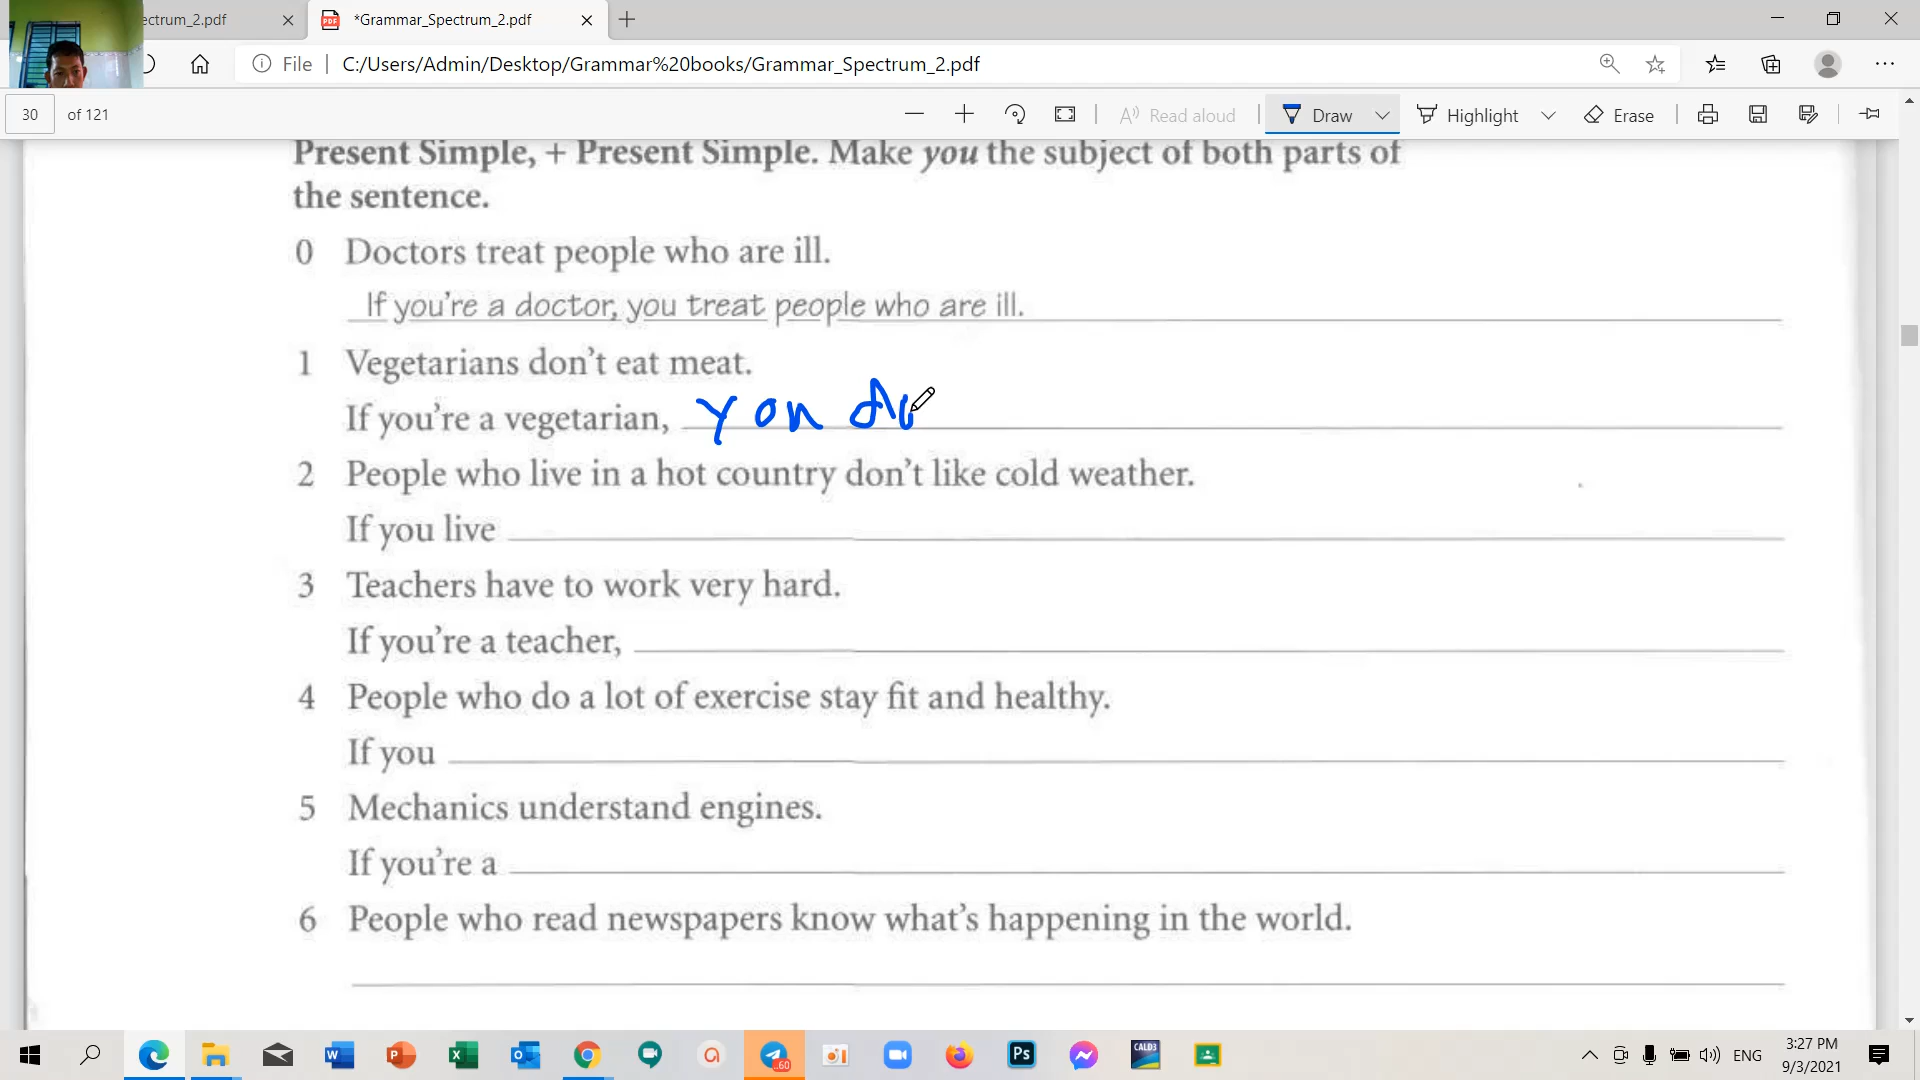 ectrum_2.pdf
*Grammar_Spectrum_2.pdf
File
C:/Users/Admin/Desktop/Grammar%20books/Grammar_Spectrum_2.pdf
30 of 121
Read aloud
Draw
Highlight
Erase
Present Simple, + Present Simple. Make you the subject of both parts of
the sentence.
0 Doctors treat people who are ill.
If you're a doctor, you treat people who are ill.
1 Vegetarians don't eat meat.
If you're a vegetarian, you do
2 People who live in a hot country don't like cold weather.
If you live
3 Teachers have to work very hard.
If you're a teacher,
4 People who do a lot of exercise stay fit and healthy.
If you
5 Mechanics understand engines.
If you're a
6 People who read newspapers know what's happening in the world.
60
CALD3
Ps
ENG
3:27 PM
9/3/2021